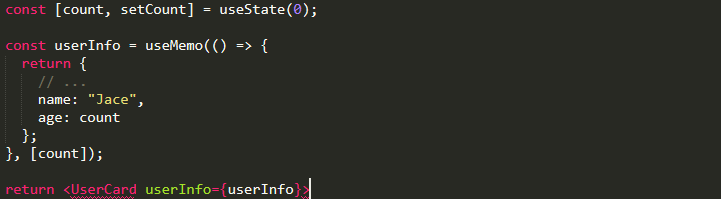 const [count, setCount] = useState(0);

const userInfo = useMemo(() => {
  return {
    // ...
    name: "Jace",
    age: count
  };
}, [count]);

return <UserCard userInfo={userInfo}>